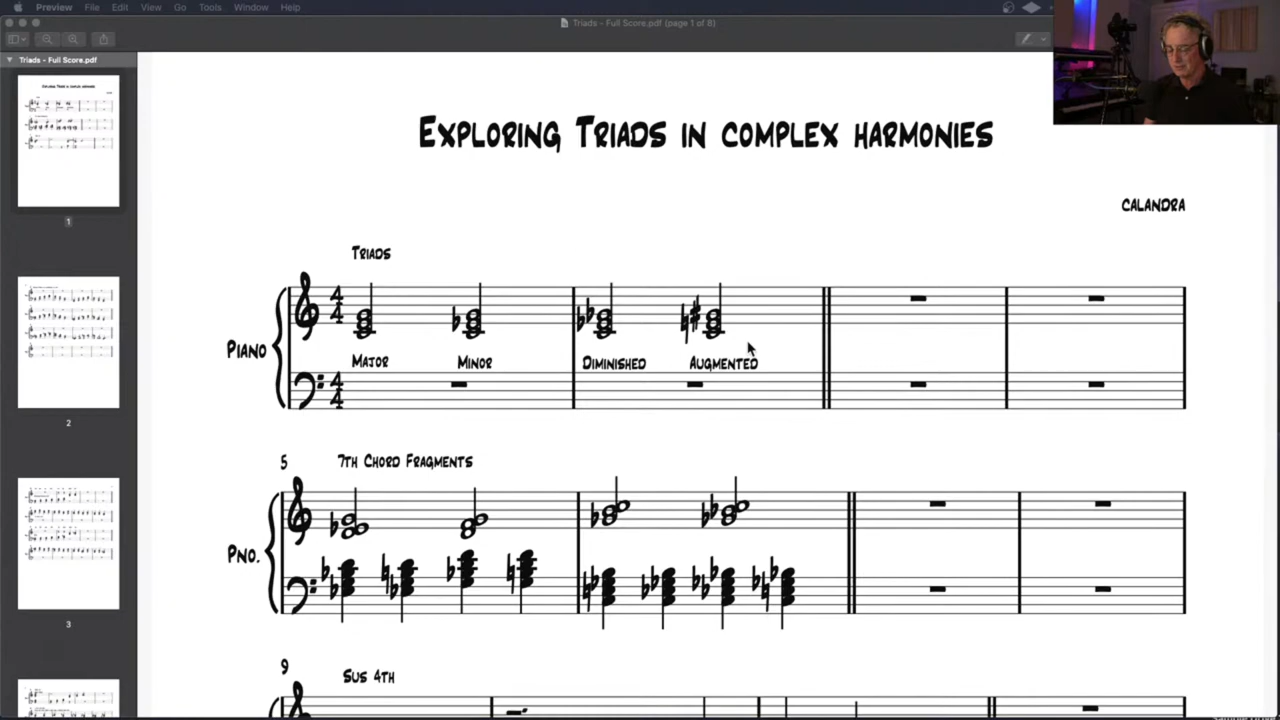 Preview File Edit View Go Tools Window Help
Triads - Full Score.pdf (page 1 of 8)
Triads - Full Score.pdf
1
2
3
Exploring Triads in complex harmonies
Calandra
Triads
Piano
Major Minor Diminished Augmented
5 7th Chord Fragments
Pno.
9 Sus 4th